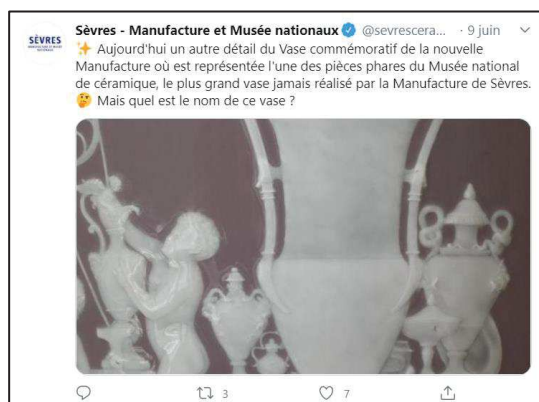 Sèvres - Manufacture et Musée nationaux @sevrescera... · 9 juin
SÈVRES
✨ Aujourd'hui un autre détail du Vase commémoratif de la nouvelle
Manufacture où est représentée l'une des pièces phares du Musée national
de céramique, le plus grand vase jamais réalisé par la Manufacture de Sèvres.
🤔 Mais quel est le nom de ce vase ?
3
7